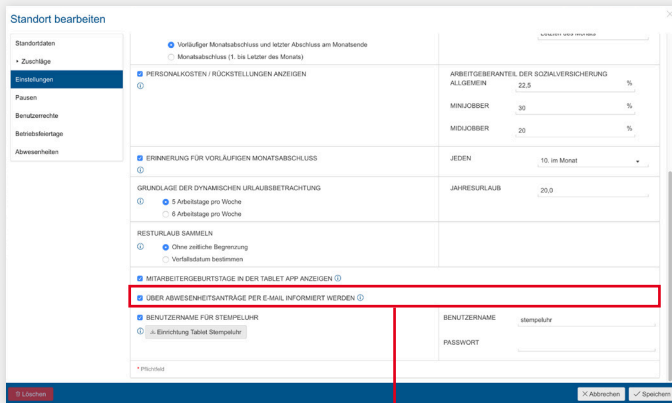 Standort bearbeiten
Standortdaten
Zuschläge
Einstellungen
Pausen
Benutzerrechte
Betriebsfeiertage
Abwesenheiten
Letzten des Monats
Vorläufiger Monatsabschluss und letzter Abschluss am Monatsende
Monatsabschluss (1. bis Letzter des Monats)
PERSONALKOSTEN / RÜCKSTELLUNGEN ANZEIGEN
ARBEITGEBERANTEIL DER SOZIALVERSICHERUNG
ALLGEMEIN 22,5 %
MINIJOBBER 30 %
MIDIJOBBER 20 %
ERINNERUNG FÜR VORLÄUFIGEN MONATSABSCHLUSS
JEDEN 10. im Monat
GRUNDLAGE DER DYNAMISCHEN URLAUBSBETRACHTUNG
JAHRESURLAUB 20,0
5 Arbeitstage pro Woche
6 Arbeitstage pro Woche
RESTURLAUB SAMMELN
Ohne zeitliche Begrenzung
Verfallsdatum bestimmen
MITARBEITERGEBURTSTAGE IN DER TABLET APP ANZEIGEN
ÜBER ABWESENHEITSANTRÄGE PER E-MAIL INFORMIERT WERDEN
BENUTZERNAME FÜR STEMPELUHR
BENUTZERNAME stempeluhr
Einrichtung Tablet Stempeluhr
PASSWORT
* Pflichtfeld
Löschen
Abbrechen
Speichern